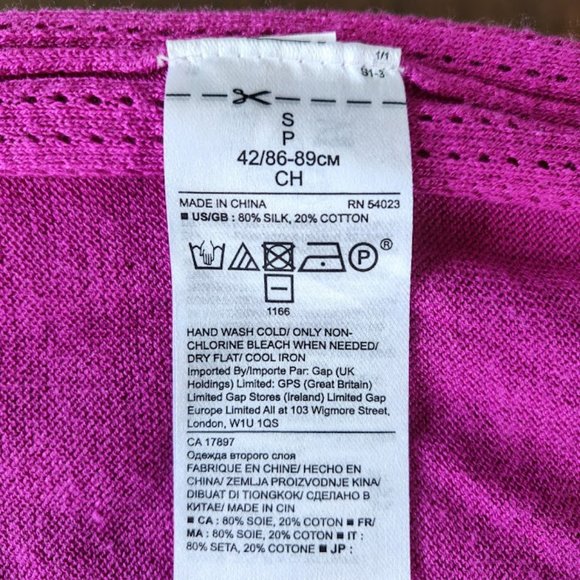 1/1
S
P
42/86-89см
CH
MADE IN CHINA RN 54023
■ US/GB : 80% SILK, 20% COTTON
P ®
1166
HAND WASH COLD/ ONLY NON-
CHLORINE BLEACH WHEN NEEDED/
DRY FLAT/ COOL IRON
Imported By/Importe Par: Gap (UK
Holdings) Limited: GPS (Great Britain)
Limited Gap Stores (Ireland) Limited Gap
Europe Limited All at 103 Wigmore Street,
London, W1U 1QS
CA 17897
Одежда второго слоя
FABRIQUE EN CHINE/ HECHO EN
CHINA/ ZEMLJA PROIZVODNJE KINA/
DIBUAT DI TIONGKOK/ СДЕЛАНО В
КИТАЕ/ MADE IN CIN
■ CA : 80% SOIE, 20% COTON ■ FR/
MA : 80% SOIE, 20% COTON ■ IT :
80% SETA, 20% COTONE ■ JP :